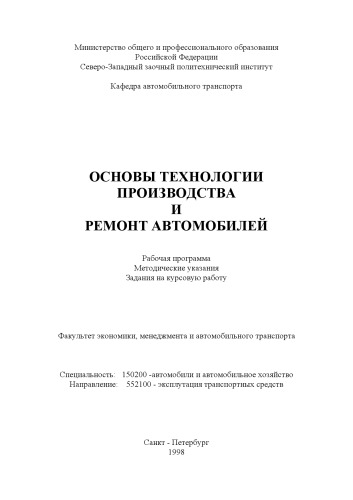 Министерство общего и профессионального образования
Российской Федерации
Северо-Западный заочный политехнический институт
Кафедра автомобильного транспорта
ОСНОВЫ ТЕХНОЛОГИИ
ПРОИЗВОДСТВА
И
РЕМОНТ АВТОМОБИЛЕЙ
Рабочая программа
Методические указания
Задания на курсовую работу
Факультет экономики, менеджмента и автомобильного транспорта
Специальность: 150200 -автомобили и автомобильное хозяйство
Направление: 552100 - эксплутация транспортных средств
Санкт - Петербург
1998